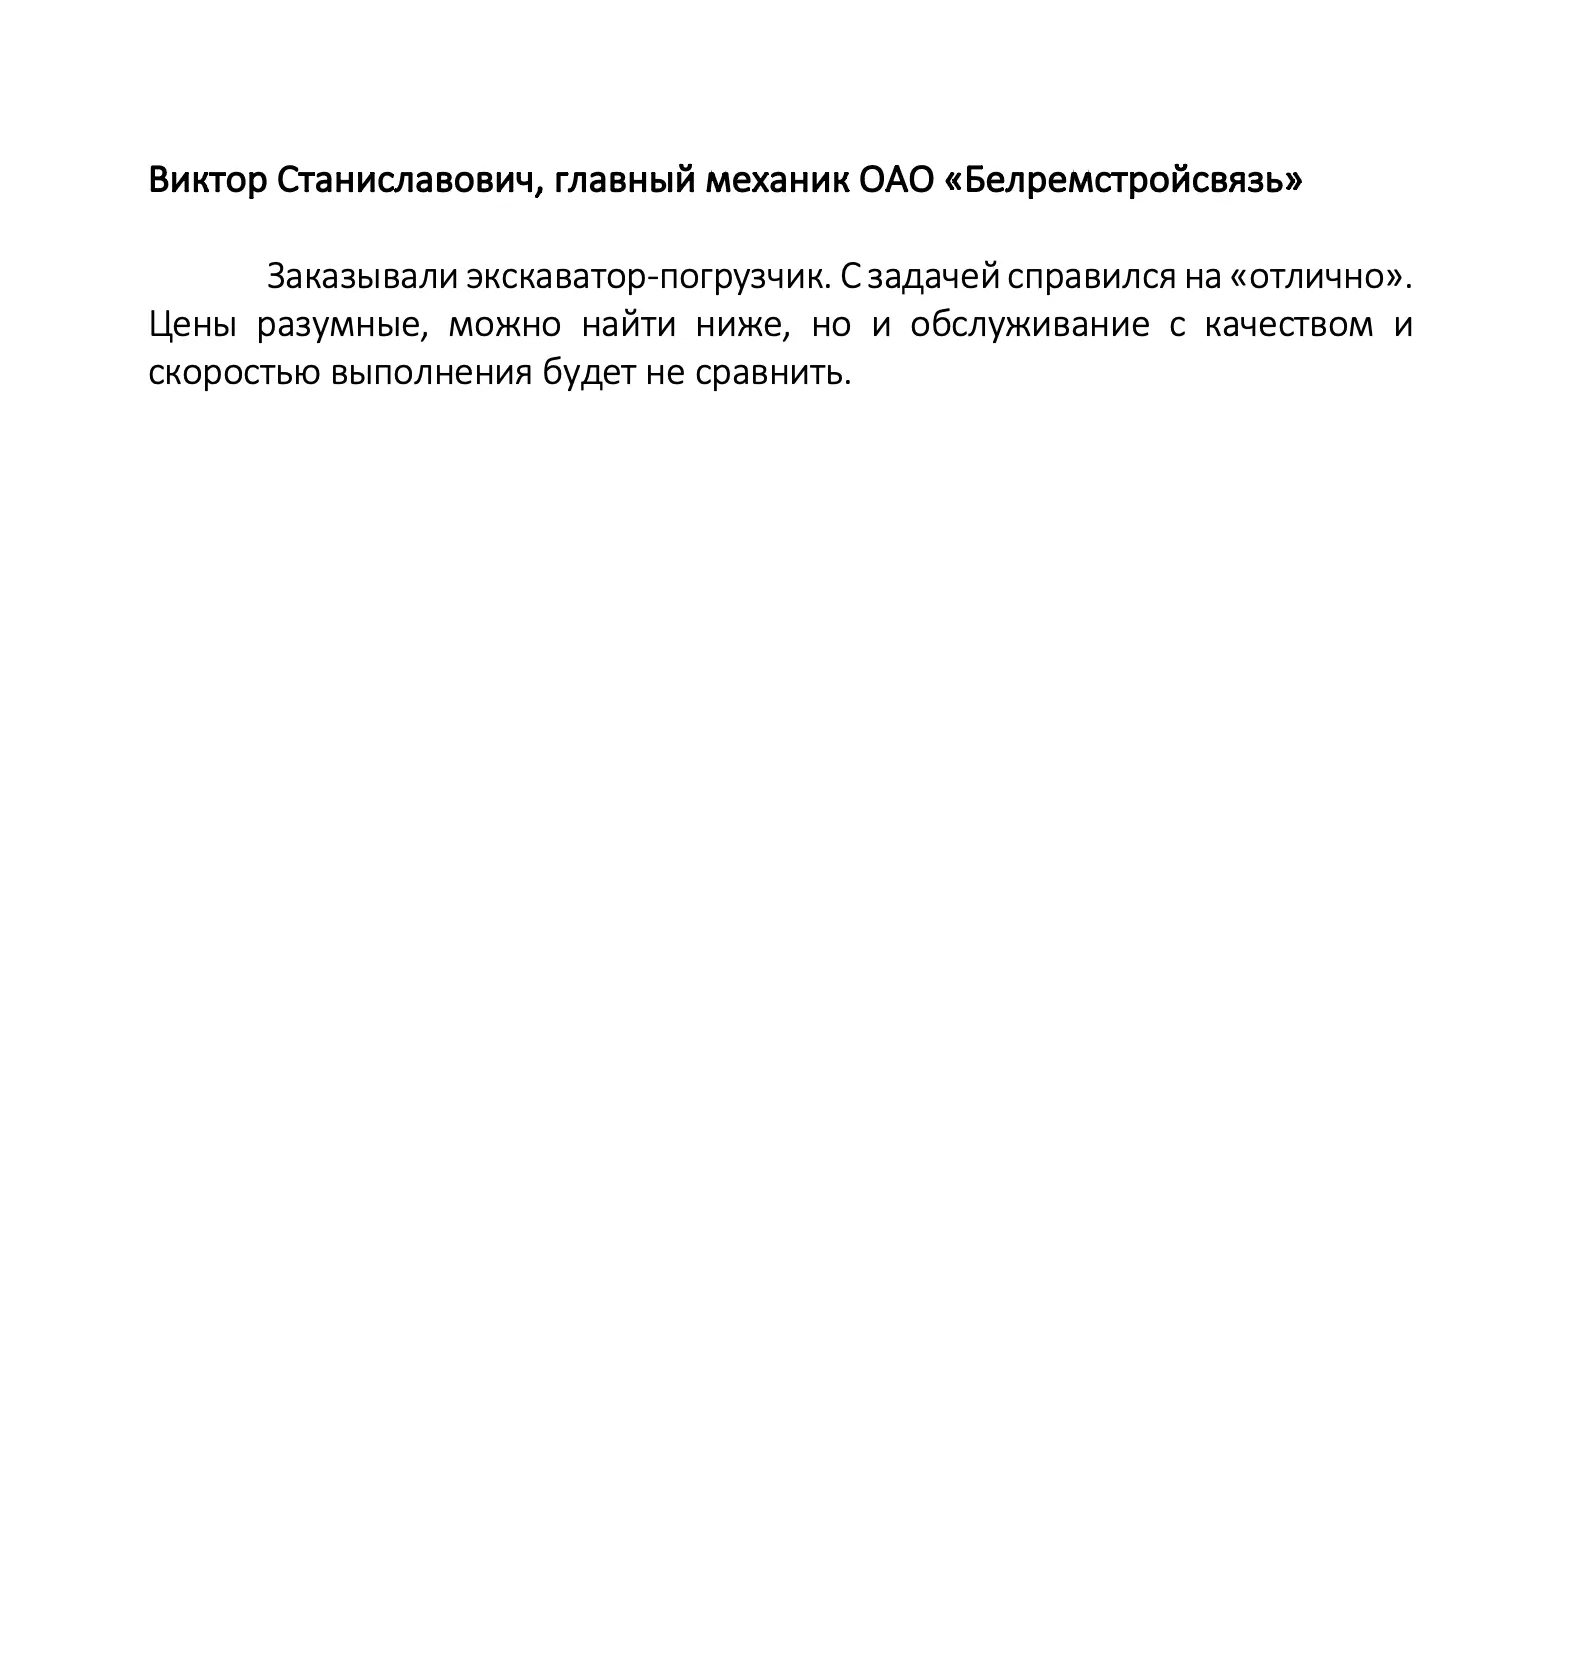 Виктор Станиславович, главный механик ОАО «Белремстройсвязь»
Заказывали экскаватор-погрузчик. С задачей справился на «отлично».
Цены разумные, можно найти ниже, но и обслуживание с качеством и
скоростью выполнения будет не сравнить.